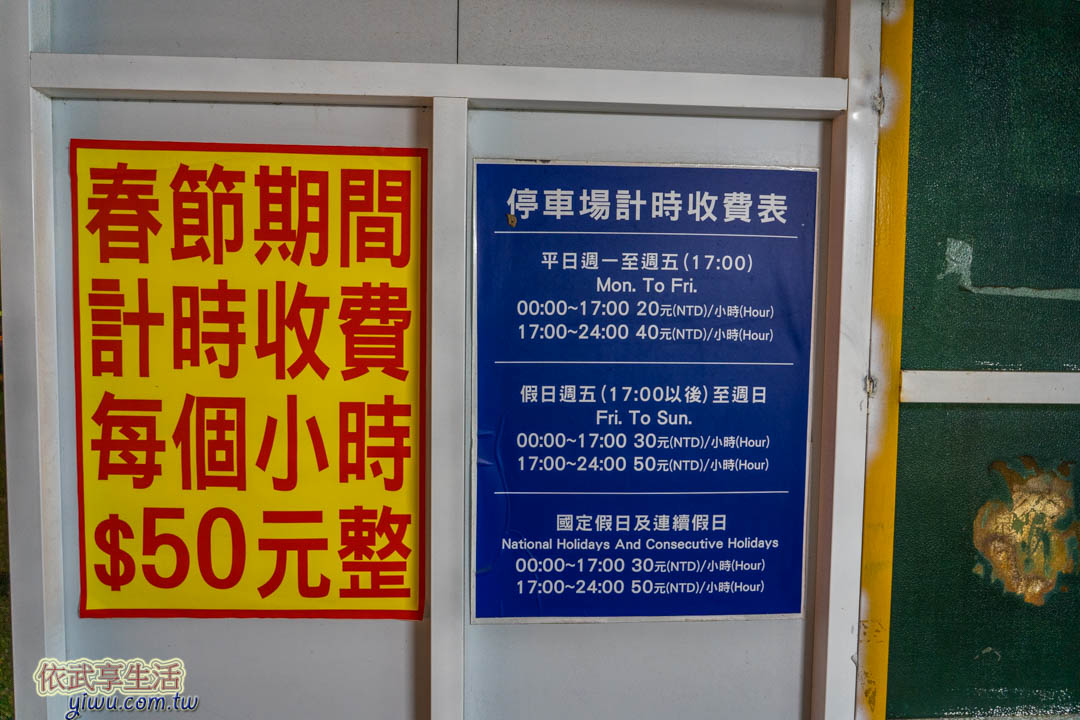 春節期間
計時收費
每個小時
$50元整
停車場計時收費表
平日週一至週五(17:00)
Mon. To Fri.
00:00~17:00 20元(NTD)/小時(Hour)
17:00~24:00 40元(NTD)/小時(Hour)
假日週五(17:00以後)至週日
Fri. To Sun.
00:00~17:00 30元(NTD)/小時(Hour)
17:00~24:00 50元(NTD)/小時(Hour)
國定假日及連續假日
National Holidays And Consecutive Holidays
00:00~17:00 30元(NTD)/小時(Hour)
17:00~24:00 50元(NTD)/小時(Hour)
依武享生活
yiwu.com.tw